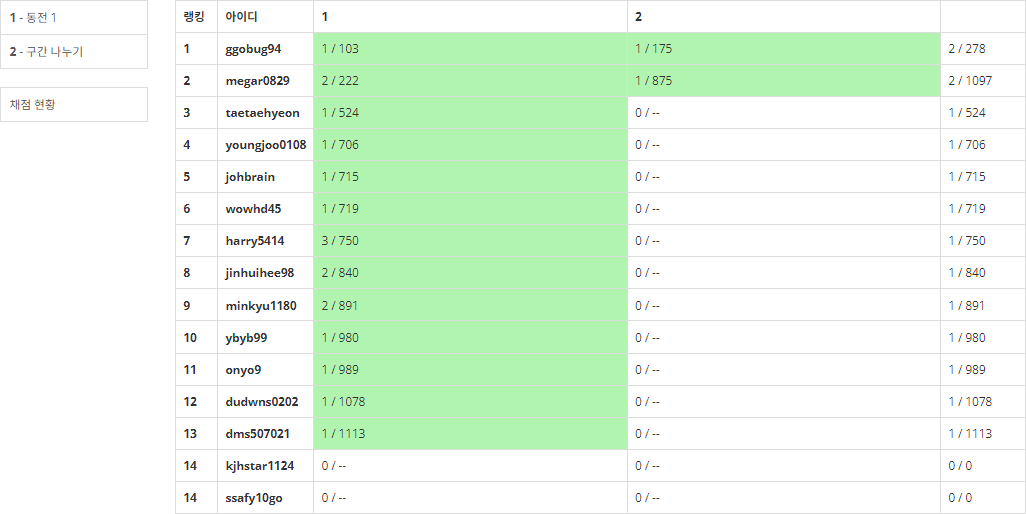 1 - 동전 1
2 - 구간 나누기
채점 현황
랭킹 아이디 1 2
1 ggobug94 1 / 103 1 / 175 2 / 278
2 megar0829 2 / 222 1 / 875 2 / 1097
3 taetaehyeon 1 / 524 0 / -- 1 / 524
4 youngjoo0108 1 / 706 0 / -- 1 / 706
5 johbrain 1 / 715 0 / -- 1 / 715
6 wowhd45 1 / 719 0 / -- 1 / 719
7 harry5414 3 / 750 0 / -- 1 / 750
8 jinhuihee98 2 / 840 0 / -- 1 / 840
9 minkyu1180 2 / 891 0 / -- 1 / 891
10 ybyb99 1 / 980 0 / -- 1 / 980
11 onyo9 1 / 989 0 / -- 1 / 989
12 dudwns0202 1 / 1078 0 / -- 1 / 1078
13 dms507021 1 / 1113 0 / -- 1 / 1113
14 kjhstar1124 0 / -- 0 / -- 0 / 0
14 ssafy10go 0 / -- 0 / -- 0 / 0